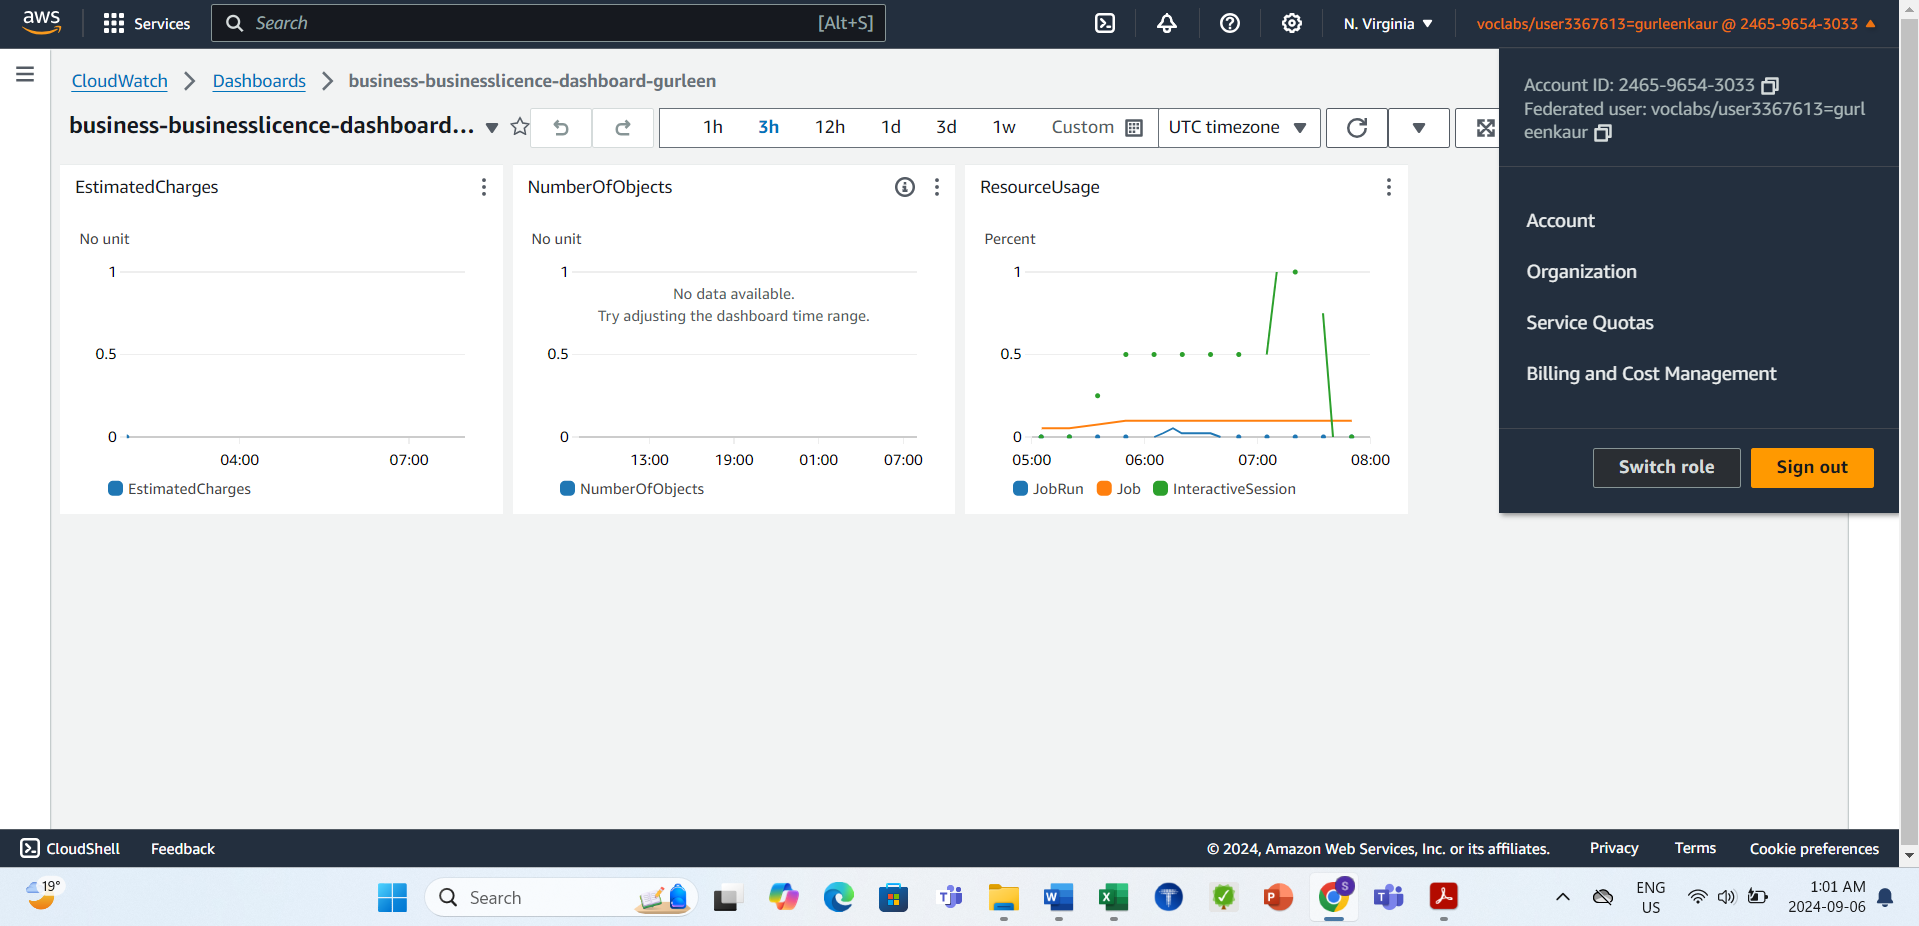 aws
Services
Search
[Alt+S]
N. Virginia
voclabs/user3367613=gurleenkaur @ 2465-9654-3033
Account ID: 2465-9654-3033
Federated user: voclabs/user3367613=gurl
eenkaur
Account
Organization
Service Quotas
Billing and Cost Management
Switch role
Sign out
CloudWatch
Dashboards
business-businesslicence-dashboard-gurleen
business-businesslicence-dashboard...
1h
3h
12h
1d
3d
1w
Custom
UTC timezone
EstimatedCharges
No unit
1
0.5
0
04:00
07:00
EstimatedCharges
NumberOfObjects
No unit
1
No data available.
Try adjusting the dashboard time range.
0.5
0
13:00
19:00
01:00
07:00
NumberOfObjects
ResourceUsage
Percent
1
0.5
0
05:00
06:00
07:00
08:00
JobRun
Job
InteractiveSession
CloudShell
Feedback
© 2024, Amazon Web Services, Inc. or its affiliates.
Privacy
Terms
Cookie preferences
19°
Search
S
ENG
US
1:01 AM
2024-09-06